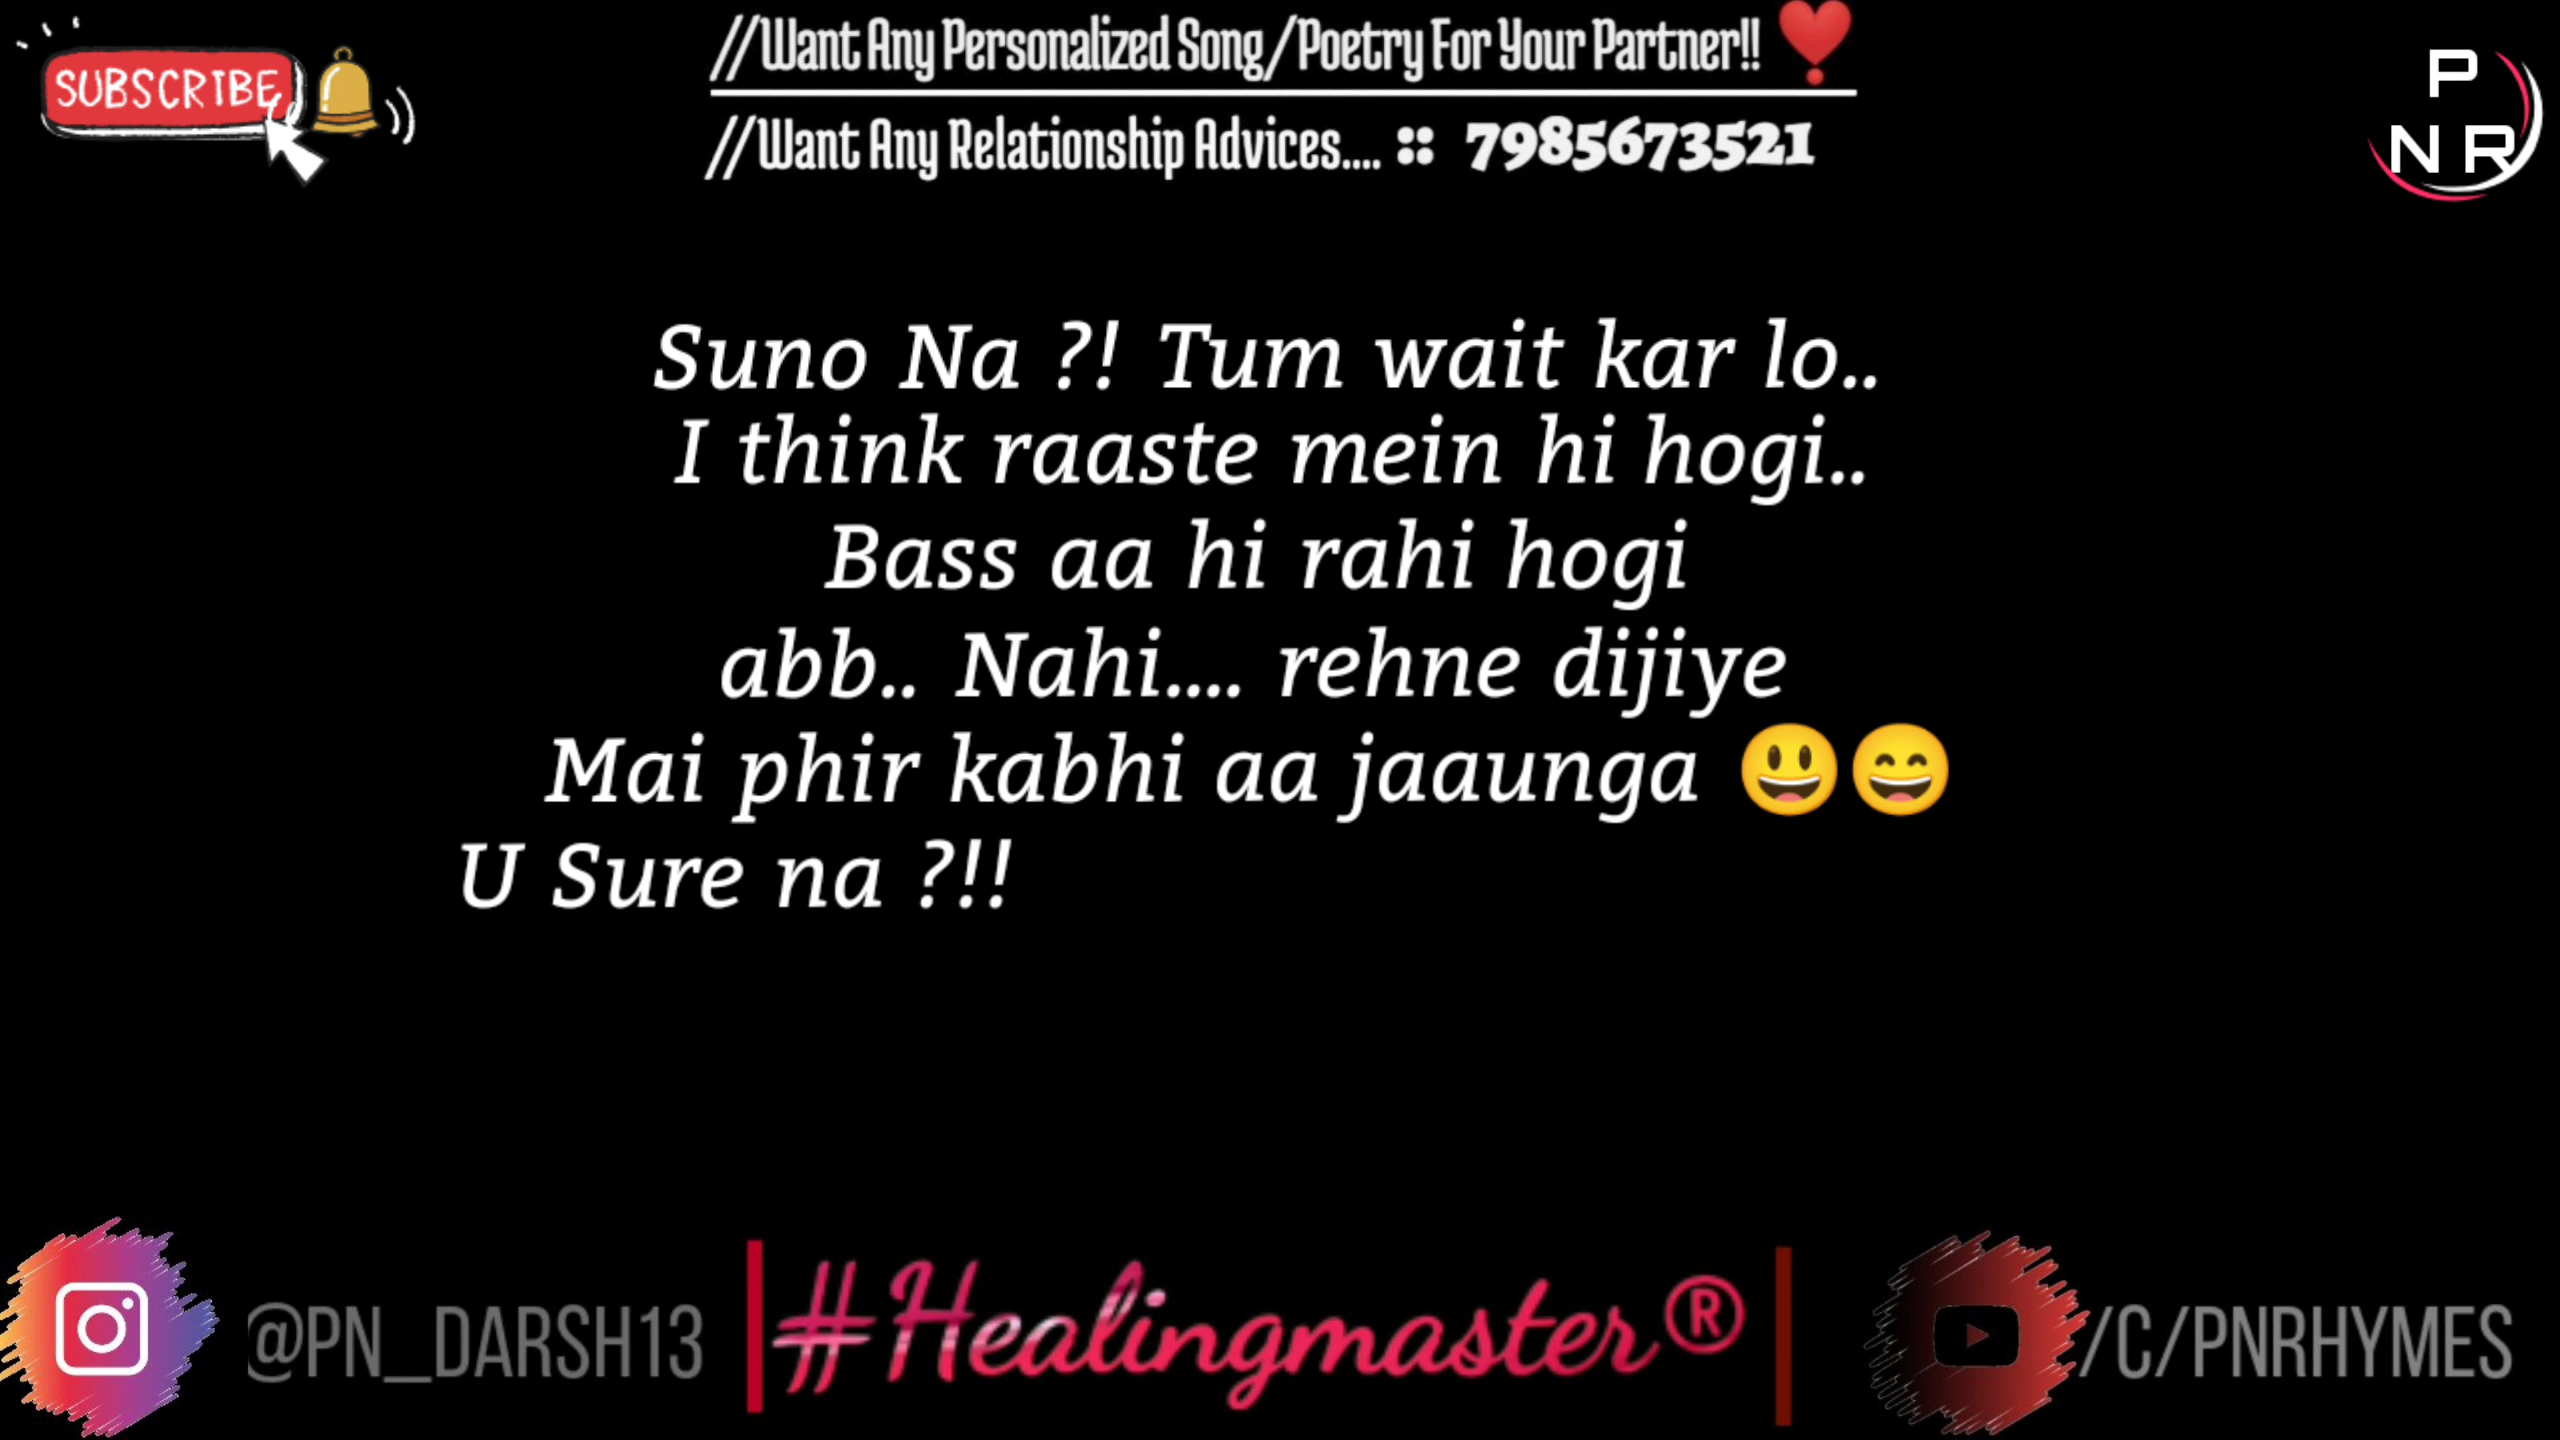 SUBSCRIBE
//Want Any Personalized Song/Poetry For Your Partner!! ❣️
//Want Any Relationship Advices.... :: 7985673521
P
NR
Suno Na ?! Tum wait kar lo..
I think raaste mein hi hogi..
Bass aa hi rahi hogi
abb.. Nahi.... rehne dijiye
Mai phir kabhi aa jaaunga 😃😄
U Sure na ?!!
@PN_DARSH13
#Healingmaster®
/C/PNRHYMES